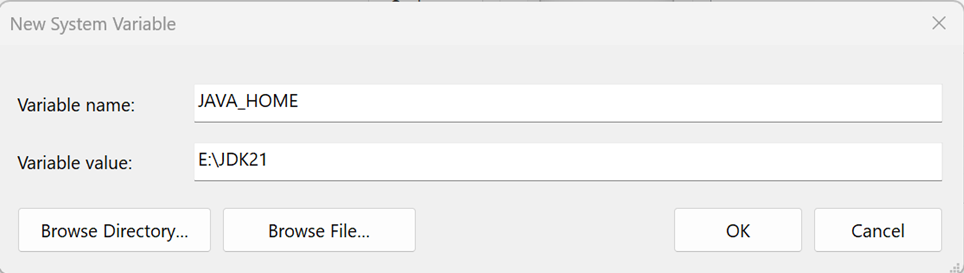 New System Variable
Variable name: JAVA_HOME
Variable value: E:\JDK21
Browse Directory... Browse File... OK Cancel